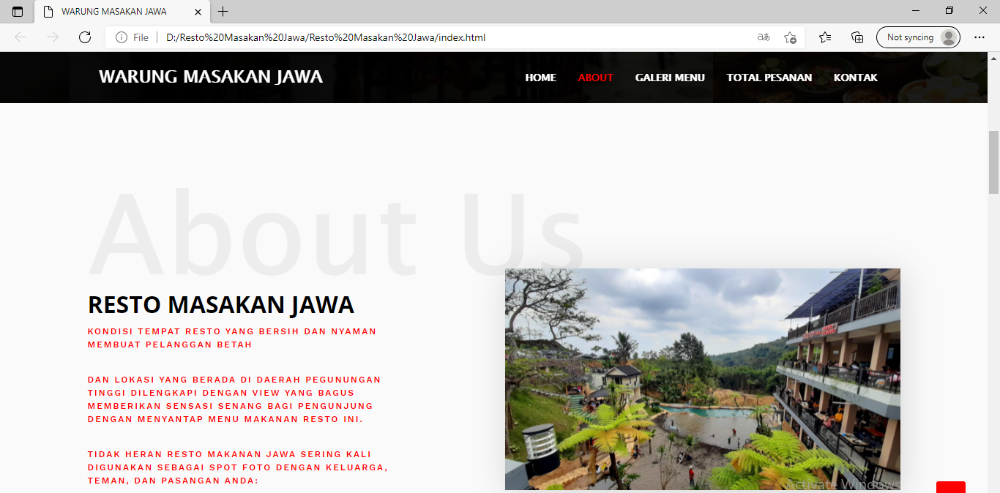 WARUNG MASAKAN JAWA
File
D:/Resto%20Masakan%20Jawa/Resto%20Masakan%20Jawa/index.html
Not syncing
WARUNG MASAKAN JAWA
HOME ABOUT GALERI MENU TOTAL PESANAN KONTAK
About Us
RESTO MASAKAN JAWA
KONDISI TEMPAT RESTO YANG BERSIH DAN NYAMAN
MEMBUAT PELANGGAN BETAH
DAN LOKASI YANG BERADA DI DAERAH PEGUNUNGAN
TINGGI DILENGKAPI DENGAN VIEW YANG BAGUS
MEMBERIKAN SENSASI SENANG BAGI PENGUNJUNG
DENGAN MENYANTAP MENU MAKANAN RESTO INI.
TIDAK HERAN RESTO MAKANAN JAWA SERING KALI
DIGUNAKAN SEBAGAI SPOT FOTO DENGAN KELUARGA,
TEMAN, DAN PASANGAN ANDA:
Activate Windows